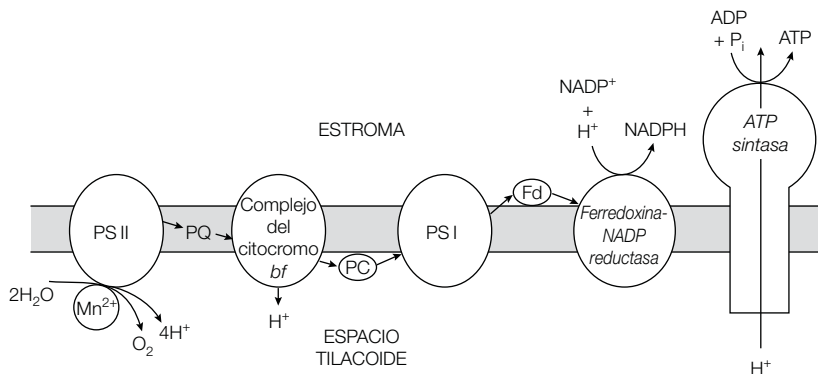 ADP
+ Pᵢ
ATP
NADP⁺
+
H⁺
NADPH
ESTROMA
ATP
sintasa
Fd
Complejo
del
citocromo
bf
PS II
PQ
PC
PS I
Ferredoxina-
NADP
reductasa
2H₂O
Mn²⁺
O₂
4H⁺
H⁺
ESPACIO
TILACOIDE
H⁺